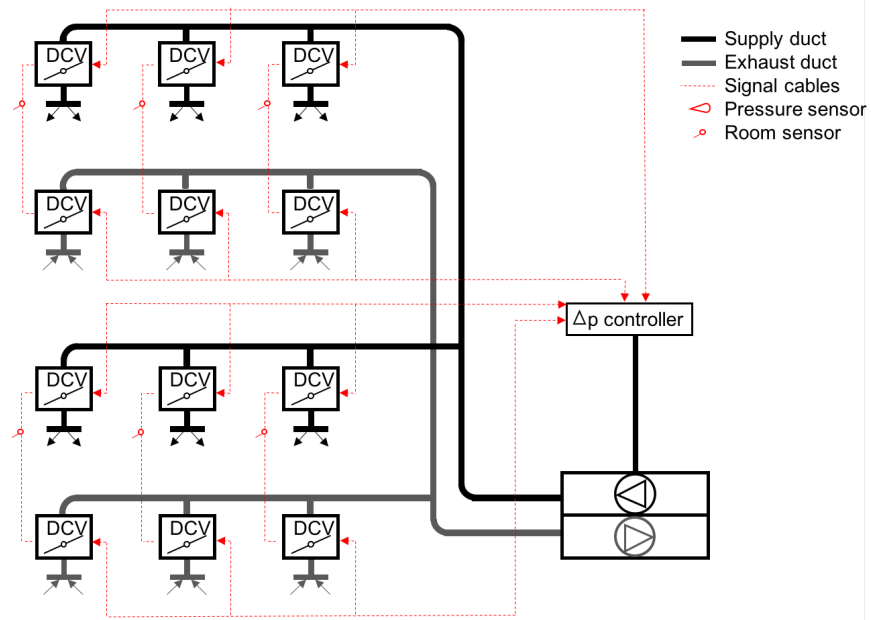 DCV DCV DCV
Supply duct
Exhaust duct
Signal cables
Pressure sensor
Room sensor
DCV DCV DCV
Δp controller
DCV DCV DCV
DCV DCV DCV